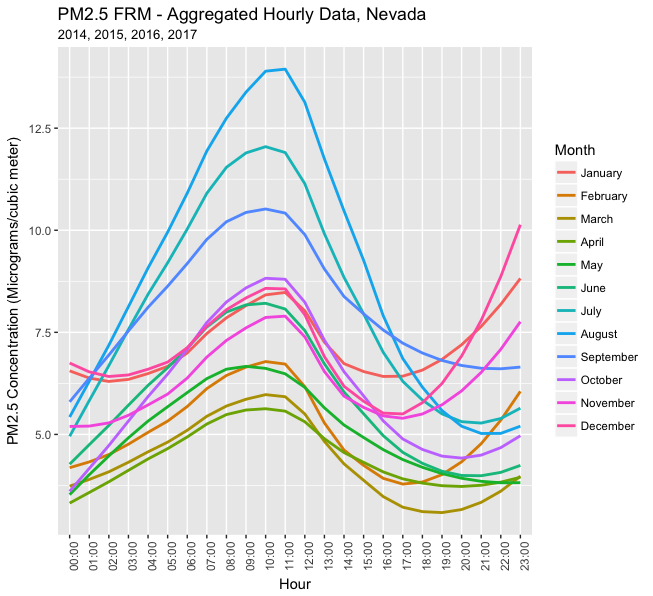 PM2.5 FRM - Aggregated Hourly Data, Nevada
2014, 2015, 2016, 2017
PM2.5 Concentration (Micrograms/cubic meter)
12.5
10.0
7.5
5.0
00:00
01:00
02:00
03:00
04:00
05:00
06:00
07:00
08:00
09:00
10:00
11:00
12:00
13:00
14:00
15:00
16:00
17:00
18:00
19:00
20:00
21:00
22:00
23:00
Hour
Month
January
February
March
April
May
June
July
August
September
October
November
December